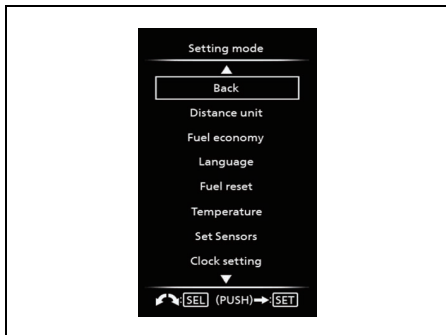 Setting mode
Back
Distance unit
Fuel economy
Language
Fuel reset
Temperature
Set Sensors
Clock setting
:SEL (PUSH)→:SET